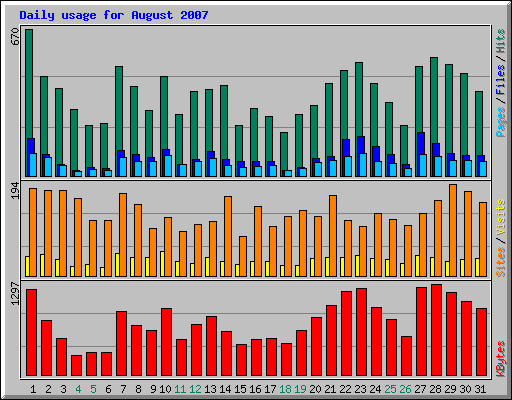 Daily usage for August 2007
670
Pages / Files / Hits
194
Sites / Visits
1297
KBytes
1 2 3 4 5 6 7 8 9 10 11 12 13 14 15 16 17 18 19 20 21 22 23 24 25 26 27 28 29 30 31